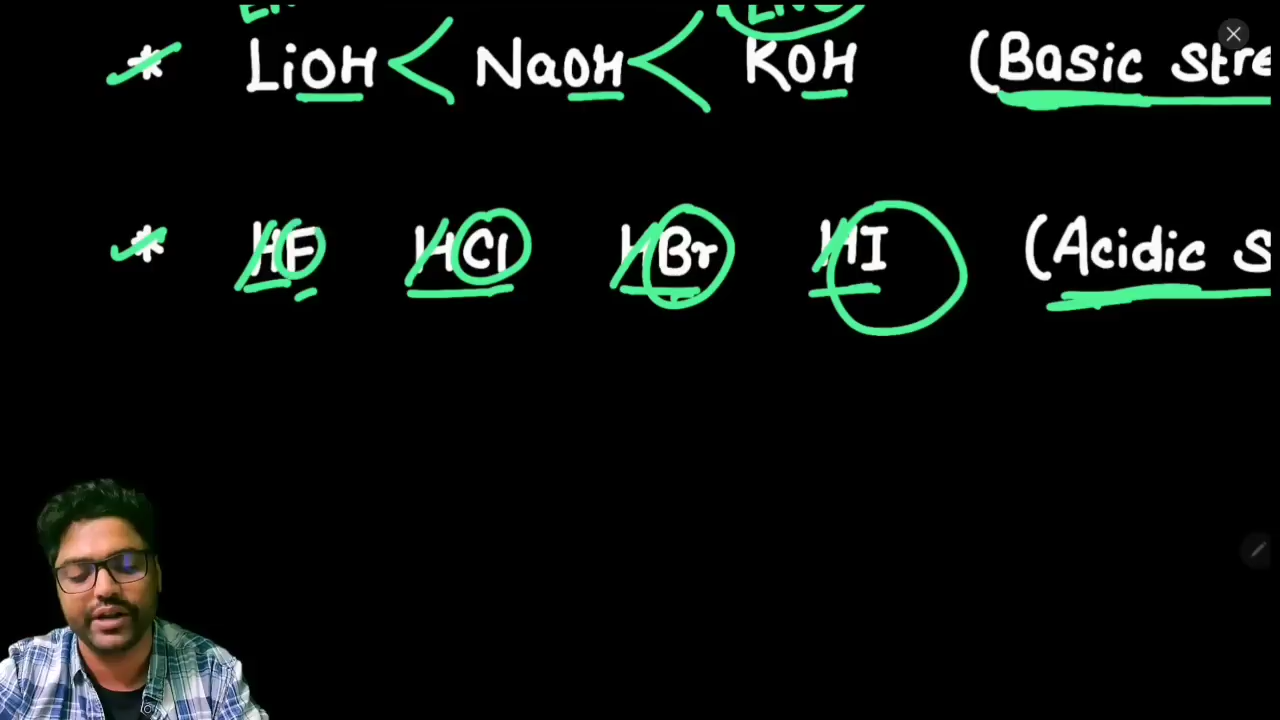 * LiOH < NaOH < KOH (Basic Stre
* HF HCl HBr HI (Acidic S